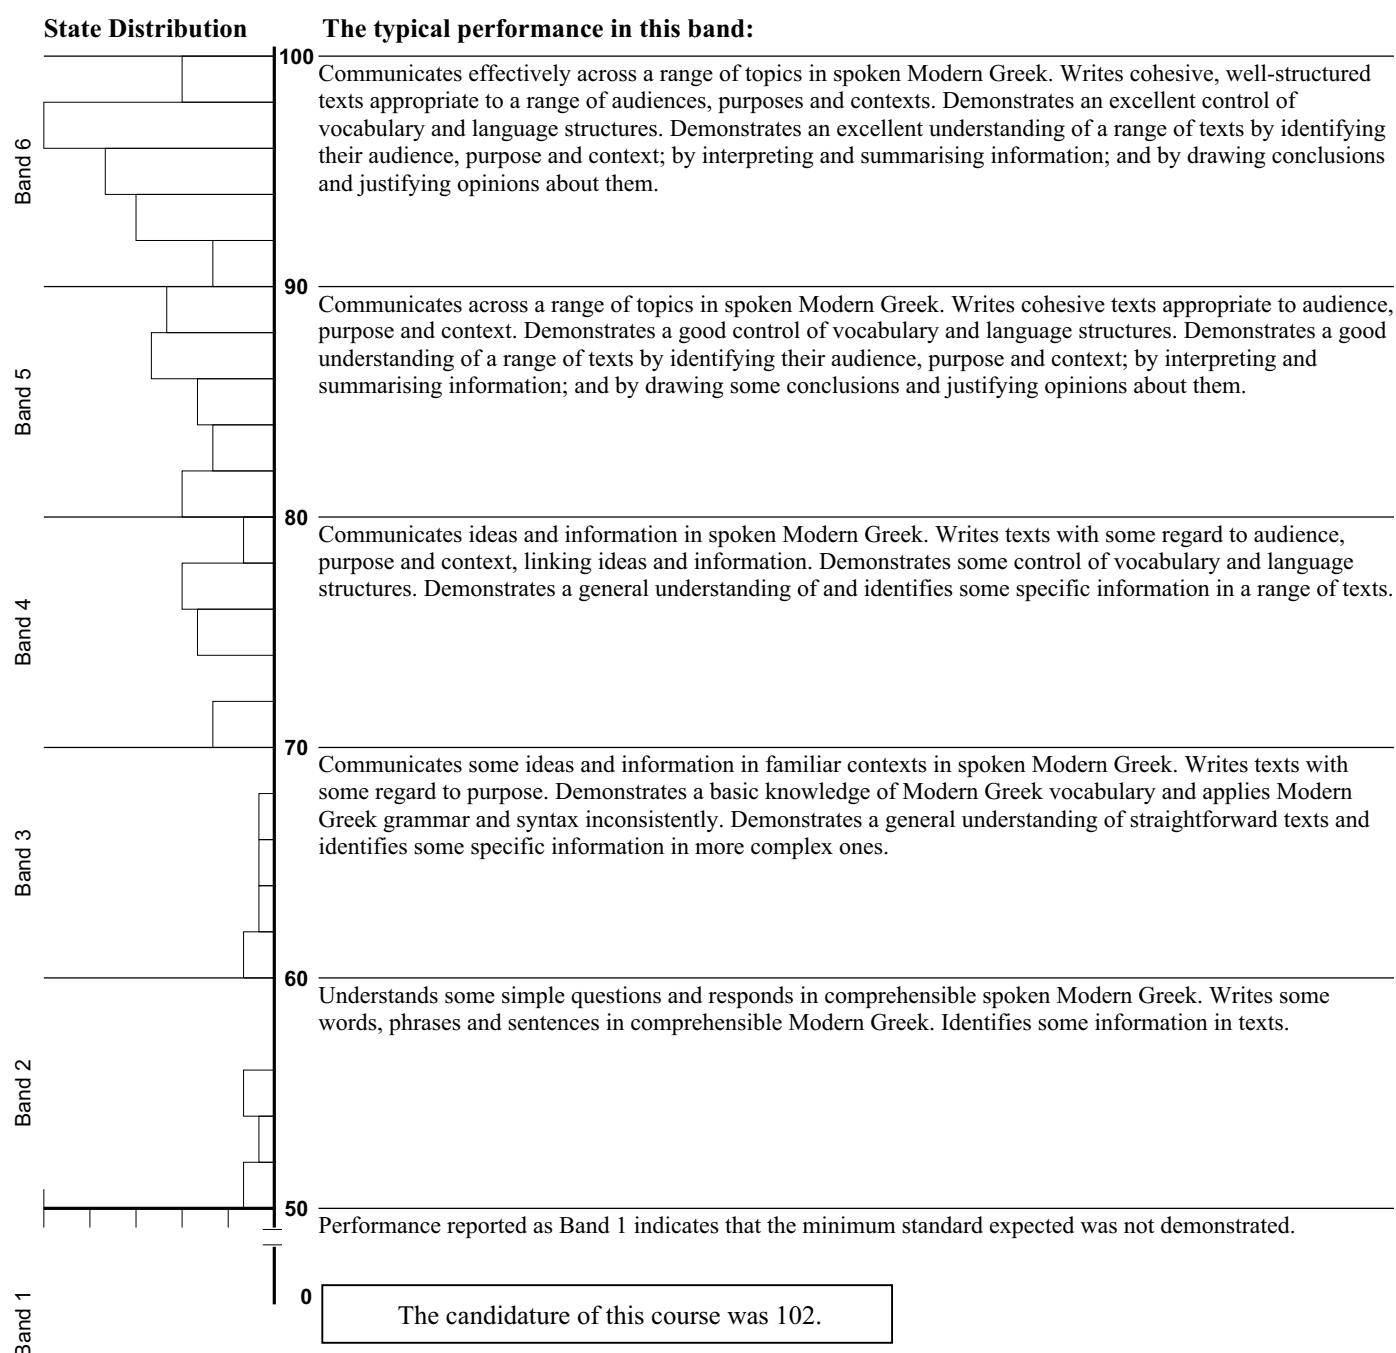 State Distribution
The typical performance in this band:
100
Communicates effectively across a range of topics in spoken Modern Greek. Writes cohesive, well-structured
texts appropriate to a range of audiences, purposes and contexts. Demonstrates an excellent control of
vocabulary and language structures. Demonstrates an excellent understanding of a range of texts by identifying
their audience, purpose and context; by interpreting and summarising information; and by drawing conclusions
and justifying opinions about them.
Band 6
90
Communicates across a range of topics in spoken Modern Greek. Writes cohesive texts appropriate to audience,
purpose and context. Demonstrates a good control of vocabulary and language structures. Demonstrates a good
understanding of a range of texts by identifying their audience, purpose and context; by interpreting and
summarising information; and by drawing some conclusions and justifying opinions about them.
Band 5
80
Communicates ideas and information in spoken Modern Greek. Writes texts with some regard to audience,
purpose and context, linking ideas and information. Demonstrates some control of vocabulary and language
structures. Demonstrates a general understanding of and identifies some specific information in a range of texts.
Band 4
70
Communicates some ideas and information in familiar contexts in spoken Modern Greek. Writes texts with
some regard to purpose. Demonstrates a basic knowledge of Modern Greek vocabulary and applies Modern
Greek grammar and syntax inconsistently. Demonstrates a general understanding of straightforward texts and
identifies some specific information in more complex ones.
Band 3
60
Understands some simple questions and responds in comprehensible spoken Modern Greek. Writes some
words, phrases and sentences in comprehensible Modern Greek. Identifies some information in texts.
Band 2
50
Performance reported as Band 1 indicates that the minimum standard expected was not demonstrated.
0
Band 1
The candidature of this course was 102.